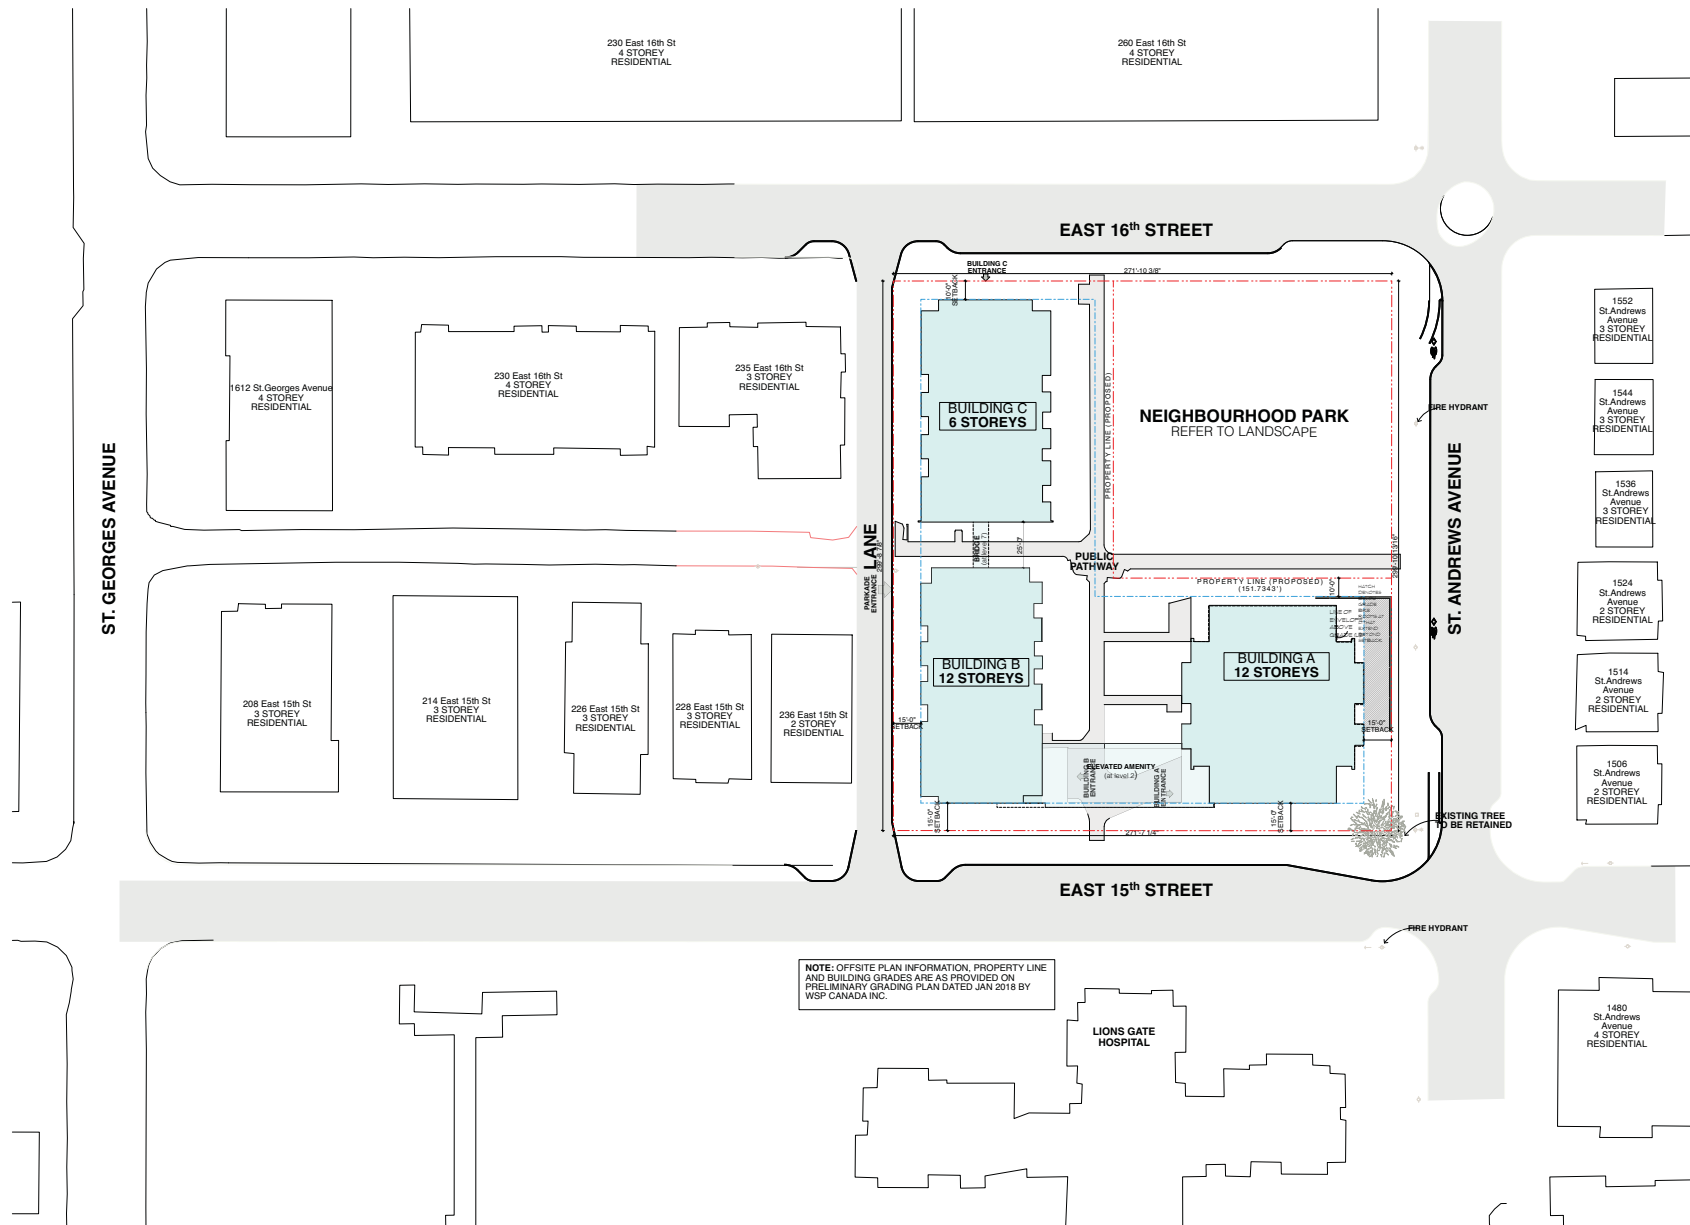 230 East 16th St
4 STOREY
RESIDENTIAL
260 East 16th St
4 STOREY
RESIDENTIAL
EAST 16th STREET
BUILDING C
ENTRANCE
271'-10 3/8"
10'-0"
SETBACK
1612 St.Georges Avenue
4 STOREY
RESIDENTIAL
230 East 16th St
4 STOREY
RESIDENTIAL
235 East 16th St
3 STOREY
RESIDENTIAL
BUILDING C
6 STOREYS
PROPERTY LINE (PROPOSED)
NEIGHBOURHOOD PARK
REFER TO LANDSCAPE
FIRE HYDRANT
1552
St.Andrews
Avenue
3 STOREY
RESIDENTIAL
1544
St.Andrews
Avenue
3 STOREY
RESIDENTIAL
1536
St.Andrews
Avenue
3 STOREY
RESIDENTIAL
ST. GEORGES AVENUE
LANE
ST. ANDREWS AVENUE
BRIDGE
(at level 7)
25'-0"
PUBLIC
PATHWAY
PARKADE
ENTRANCE
PROPERTY LINE (PROPOSED)
(151.7343')
10'-0"
1524
St.Andrews
Avenue
2 STOREY
RESIDENTIAL
1514
St.Andrews
Avenue
2 STOREY
RESIDENTIAL
1506
St.Andrews
Avenue
2 STOREY
RESIDENTIAL
208 East 15th St
3 STOREY
RESIDENTIAL
214 East 15th St
3 STOREY
RESIDENTIAL
226 East 15th St
3 STOREY
RESIDENTIAL
228 East 15th St
3 STOREY
RESIDENTIAL
236 East 15th St
2 STOREY
RESIDENTIAL
BUILDING B
12 STOREYS
BUILDING A
12 STOREYS
15'-0"
SETBACK
15'-0"
SETBACK
ELEVATED AMENITY
(at level 2)
BUILDING B
ENTRANCE
BUILDING A
ENTRANCE
15'-0"
SETBACK
15'-0"
SETBACK
271'-7 1/4"
EXISTING TREE
TO BE RETAINED
EAST 15th STREET
FIRE HYDRANT
NOTE: OFFSITE PLAN INFORMATION, PROPERTY LINE
AND BUILDING GRADES ARE AS PROVIDED ON
PRELIMINARY GRADING PLAN DATED JAN 2018 BY
WSP CANADA INC.
LIONS GATE
HOSPITAL
1480
St.Andrews
Avenue
4 STOREY
RESIDENTIAL